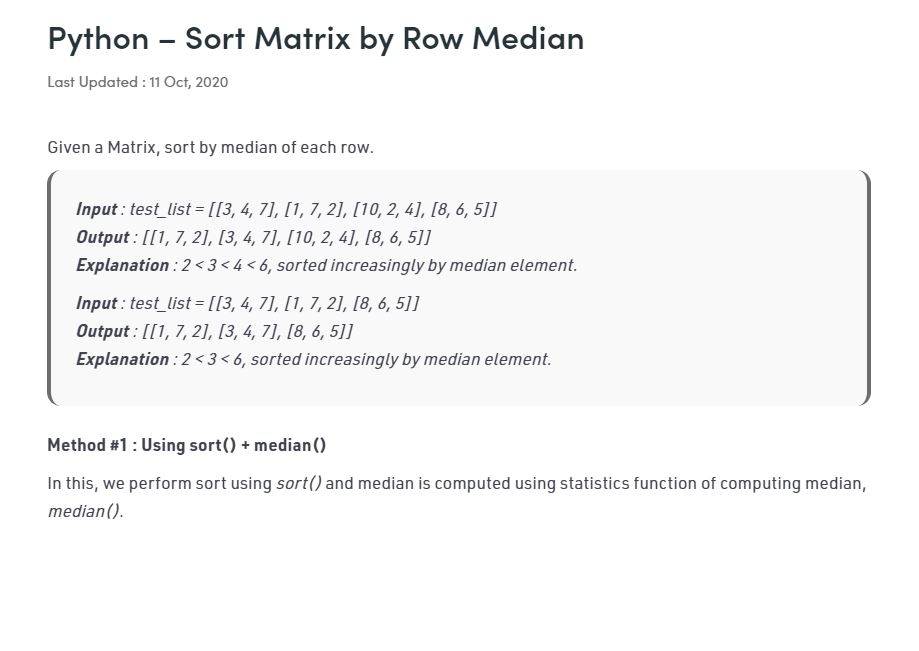 Python – Sort Matrix by Row Median
Last Updated : 11 Oct, 2020
Given a Matrix, sort by median of each row.
Input : test_list = [[3, 4, 7], [1, 7, 2], [10, 2, 4], [8, 6, 5]]
Output : [[1, 7, 2], [3, 4, 7], [10, 2, 4], [8, 6, 5]]
Explanation : 2 < 3 < 4 < 6, sorted increasingly by median element.
Input : test_list = [[3, 4, 7], [1, 7, 2], [8, 6, 5]]
Output : [[1, 7, 2], [3, 4, 7], [8, 6, 5]]
Explanation : 2 < 3 < 6, sorted increasingly by median element.
Method #1 : Using sort() + median()
In this, we perform sort using sort() and median is computed using statistics function of computing median,
median().